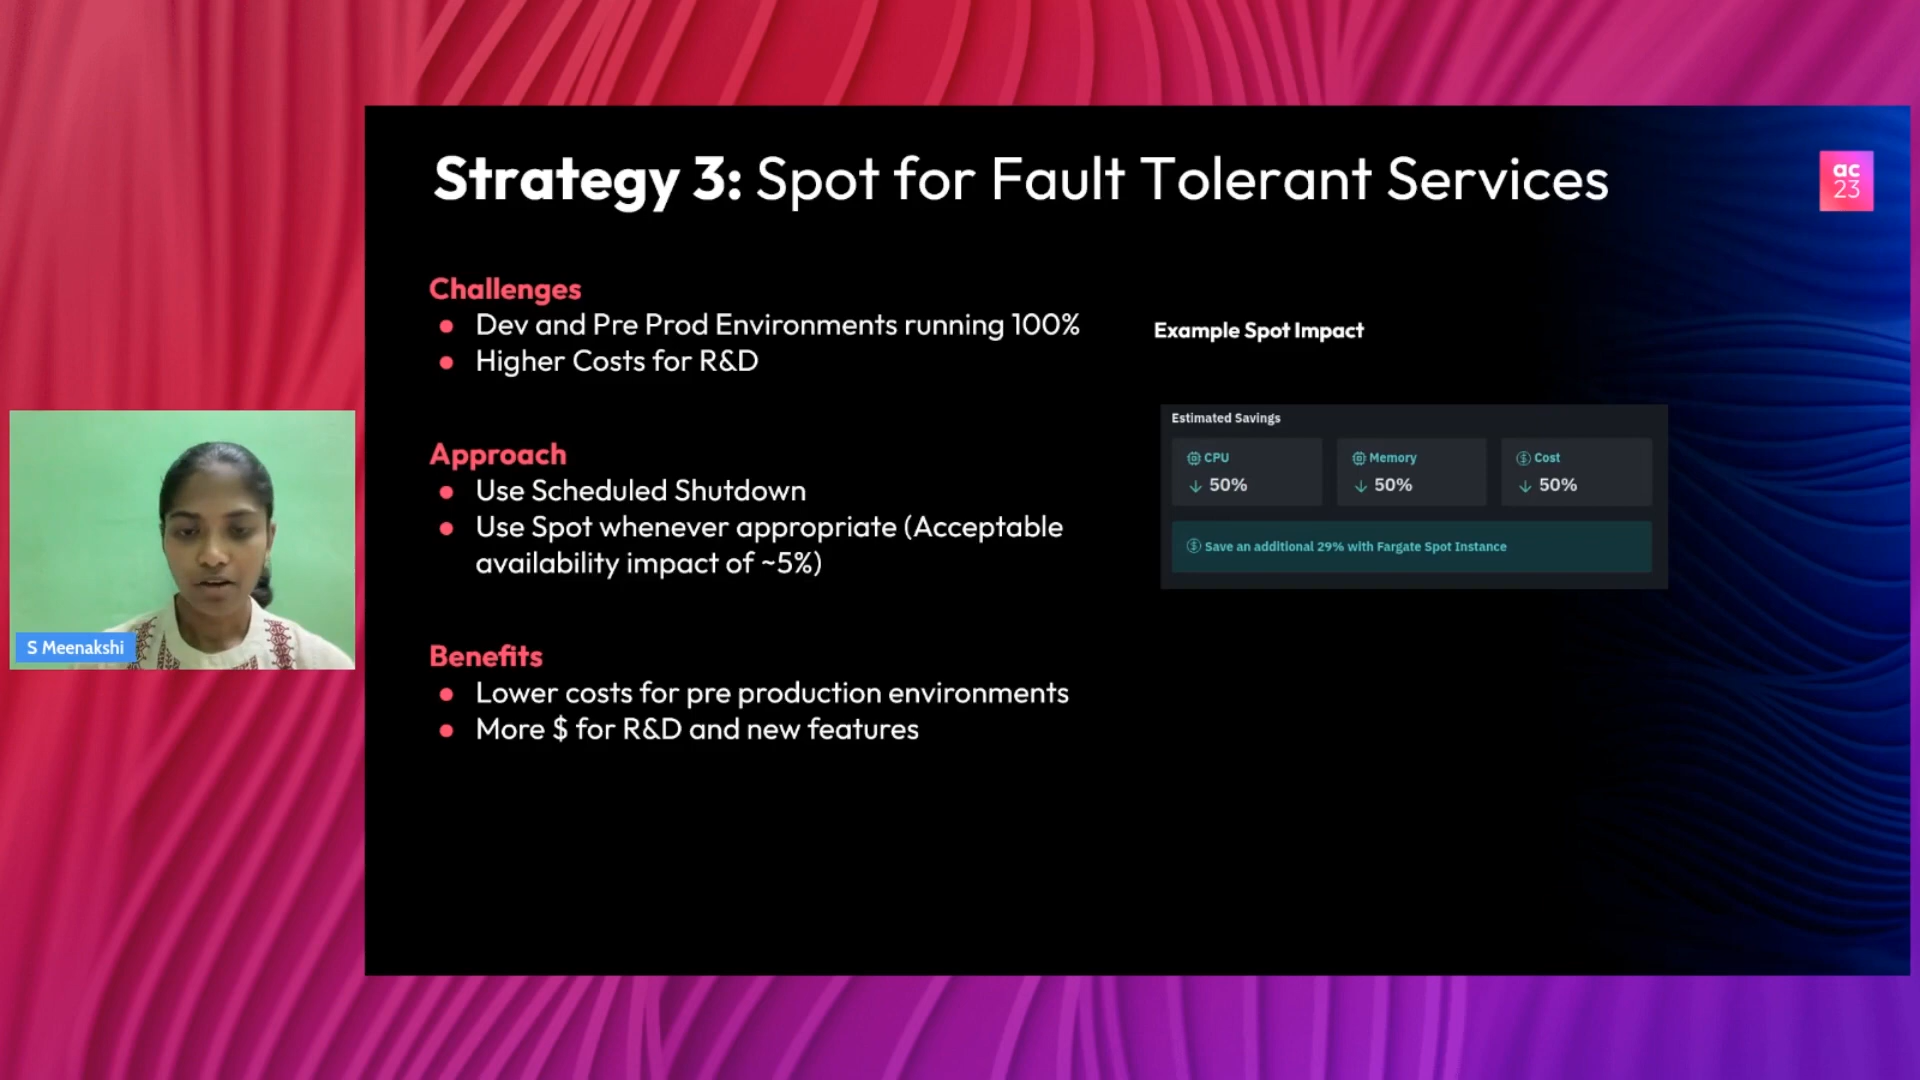 Strategy 3: Spot for Fault Tolerant Services
ac
23
Challenges
Dev and Pre Prod Environments running 100%
Higher Costs for R&D
Approach
Use Scheduled Shutdown
Use Spot whenever appropriate (Acceptable
availability impact of ~5%)
Benefits
Lower costs for pre production environments
More $ for R&D and new features
Example Spot Impact
Estimated Savings
CPU
↓ 50%
Memory
↓ 50%
Cost
↓ 50%
Save an additional 29% with Fargate Spot Instance
S Meenakshi